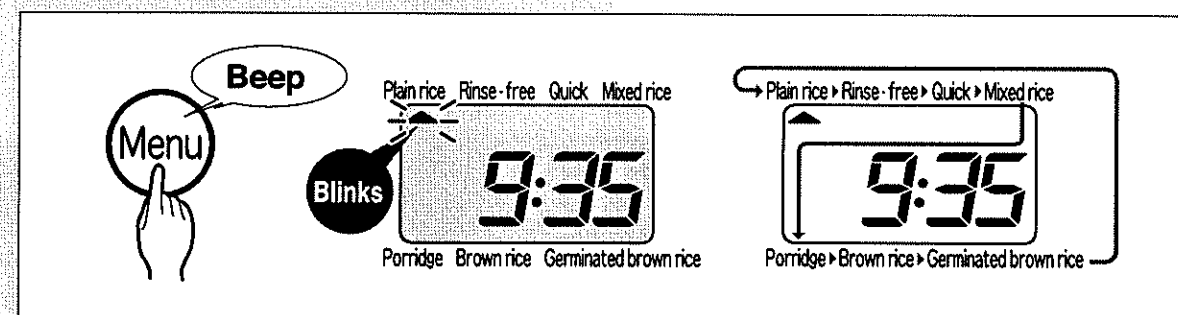 Beep
Menu
Plain rice Rinse-free Quick Mixed rice
Blinks
9:35
Porridge Brown rice Germinated brown rice
Plain rice ▸ Rinse-free ▸ Quick ▸ Mixed rice
9:35
Porridge ▸ Brown rice ▸ Germinated brown rice